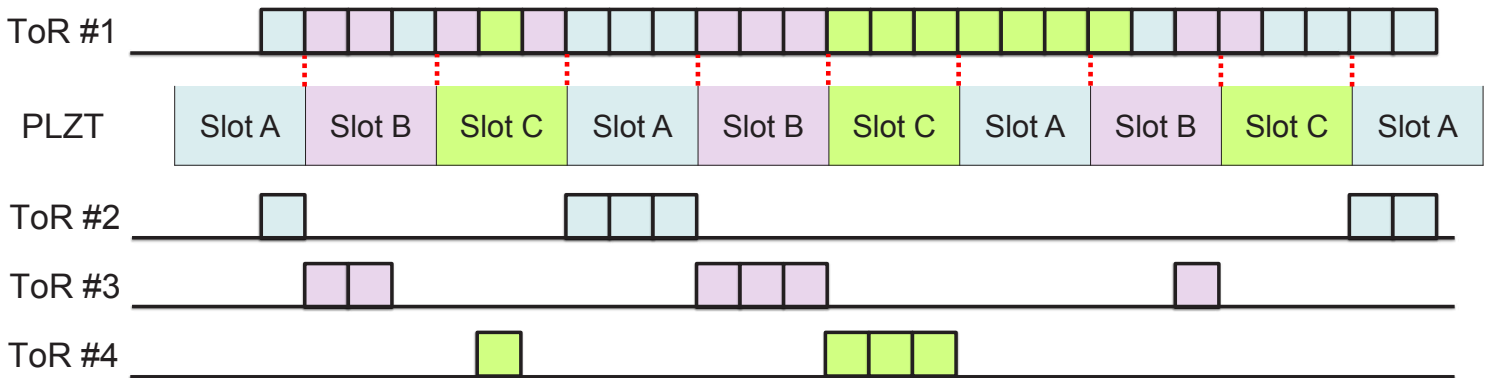 ToR #1
PLZT Slot A Slot B Slot C Slot A Slot B Slot C Slot A Slot B Slot C Slot A
ToR #2
ToR #3
ToR #4